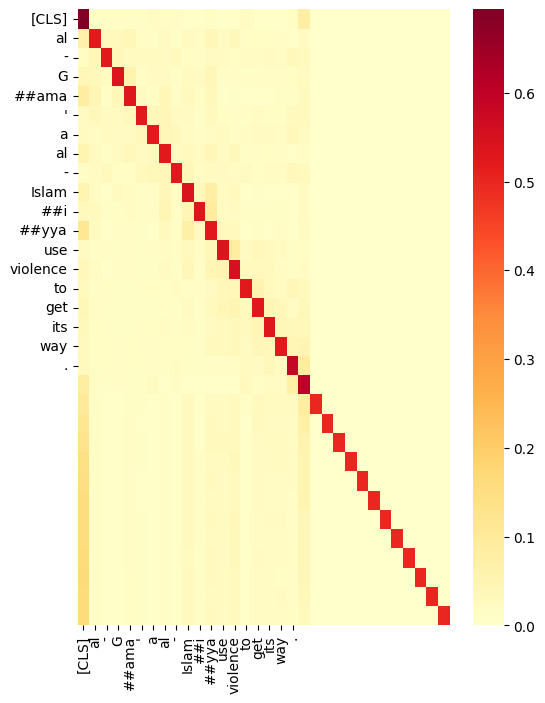 [CLS]
al
-
G
##ama
'
a
al
-
Islam
##i
##yya
use
violence
to
get
its
way
.
[CLS]
al
-
G
##ama
'
a
al
-
Islam
##i
##yya
use
violence
to
get
its
way
.
0.6
0.5
0.4
0.3
0.2
0.1
0.0